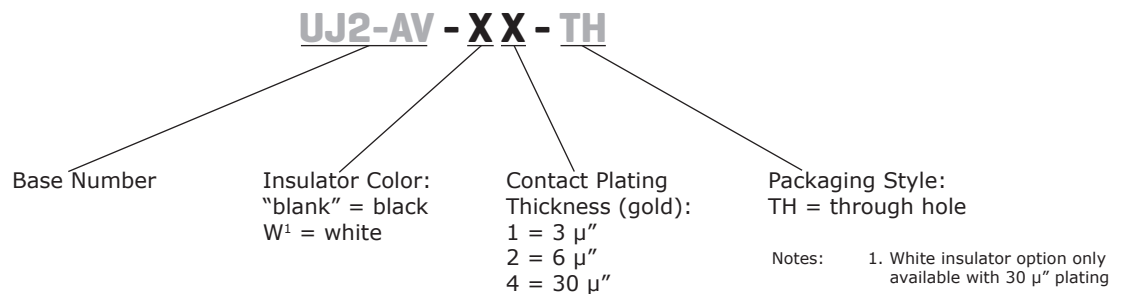 UJ2-AV - X X - TH
Base Number
Insulator Color:
"blank" = black
W¹ = white
Contact Plating
Thickness (gold):
1 = 3 µ"
2 = 6 µ"
4 = 30 µ"
Packaging Style:
TH = through hole
Notes: 1. White insulator option only
available with 30 µ" plating